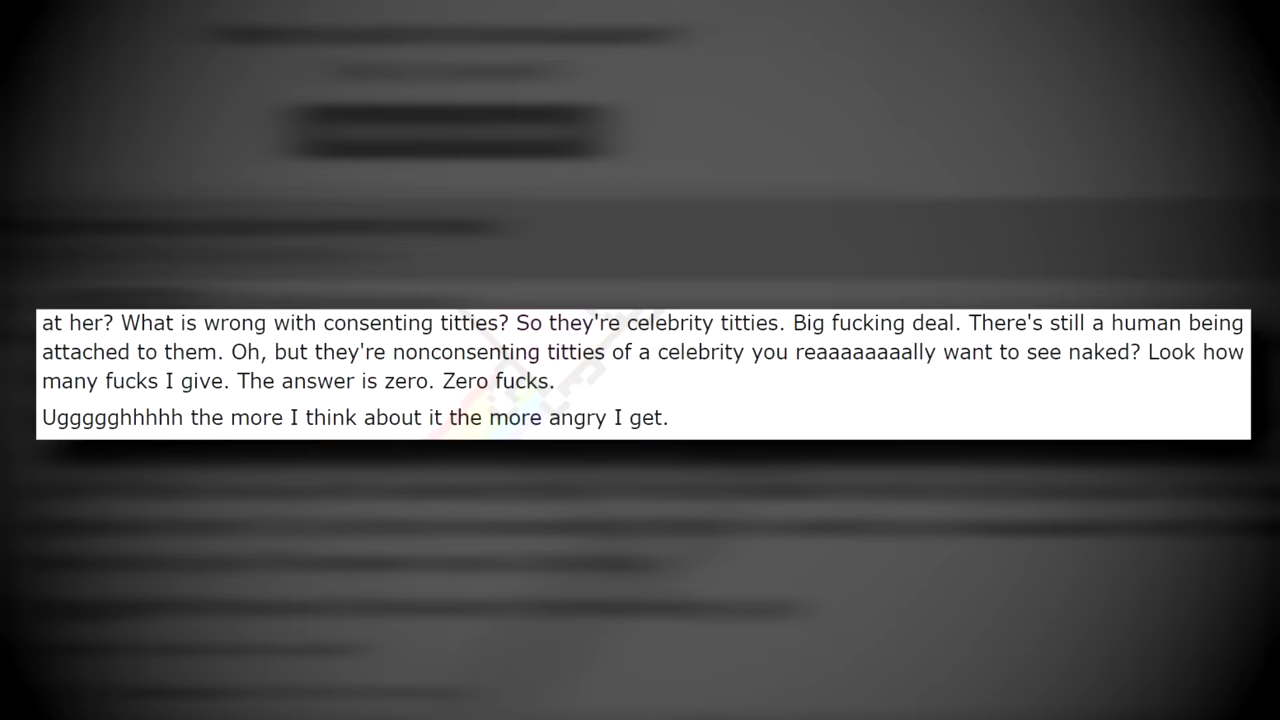 at her? What is wrong with consenting titties? So they're celebrity titties. Big fucking deal. There's still a human being
attached to them. Oh, but they're nonconsenting titties of a celebrity you reaaaaaaaally want to see naked? Look how
many fucks I give. The answer is zero. Zero fucks.
Uggggghhhhh the more I think about it the more angry I get.